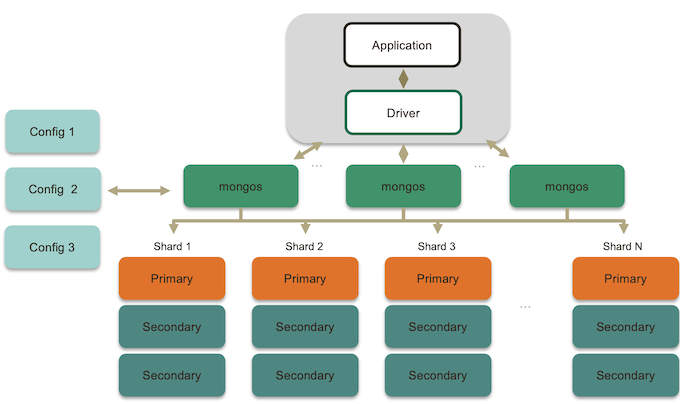 Application
Driver
Config 1
...
...
Config 2
mongos
mongos
mongos
Config 3
Shard 1
Shard 2
Shard 3
Shard N
Primary
Primary
Primary
Primary
...
Secondary
Secondary
Secondary
Secondary
Secondary
Secondary
Secondary
Secondary